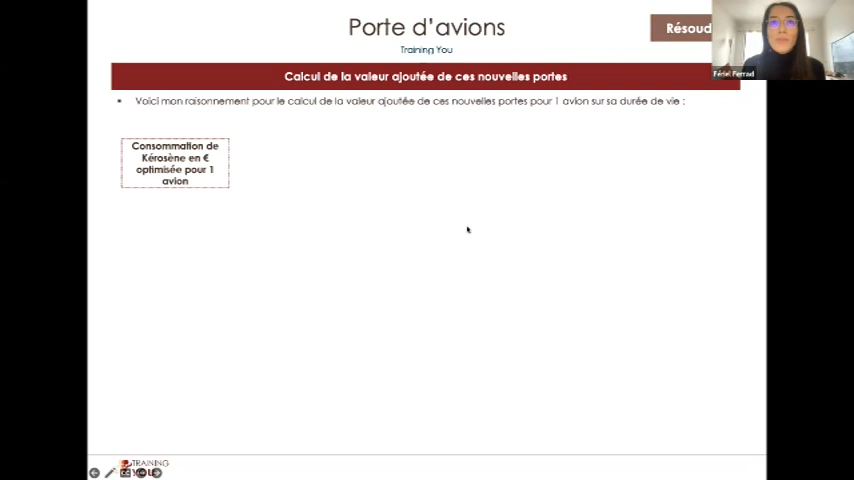 Porte d'avions
Training You
Résoud
Fériel Ferrad
Calcul de la valeur ajoutée de ces nouvelles portes
Voici mon raisonnement pour le calcul de la valeur ajoutée de ces nouvelles portes pour 1 avion sur sa durée de vie :
Consommation de
Kérosène en €
optimisée pour 1
avion
TRAINING